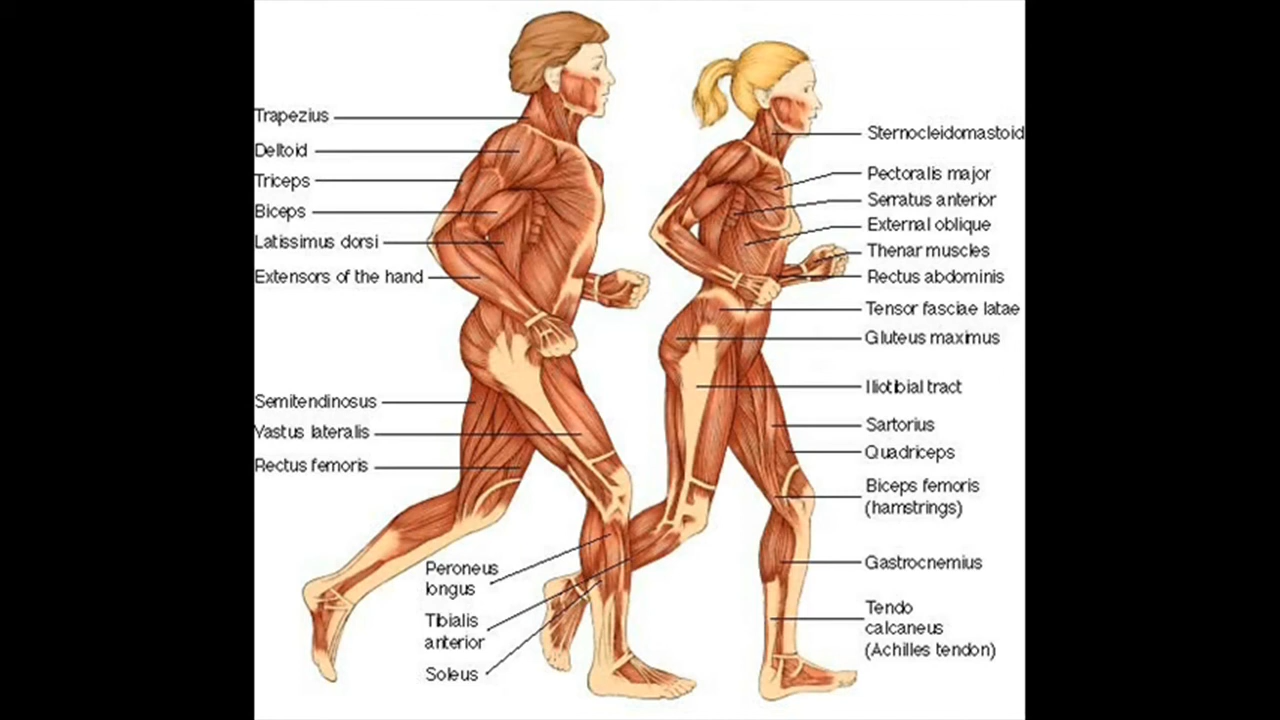 Trapezius
Deltoid
Triceps
Biceps
Latissimus dorsi
Extensors of the hand
Semitendinosus
Vastus lateralis
Rectus femoris
Peroneus
longus
Tibialis
anterior
Soleus
Sternocleidomastoid
Pectoralis major
Serratus anterior
External oblique
Thenar muscles
Rectus abdominis
Tensor fasciae latae
Gluteus maximus
Iliotibial tract
Sartorius
Quadriceps
Biceps femoris
(hamstrings)
Gastrocnemius
Tendo
calcaneus
(Achilles tendon)